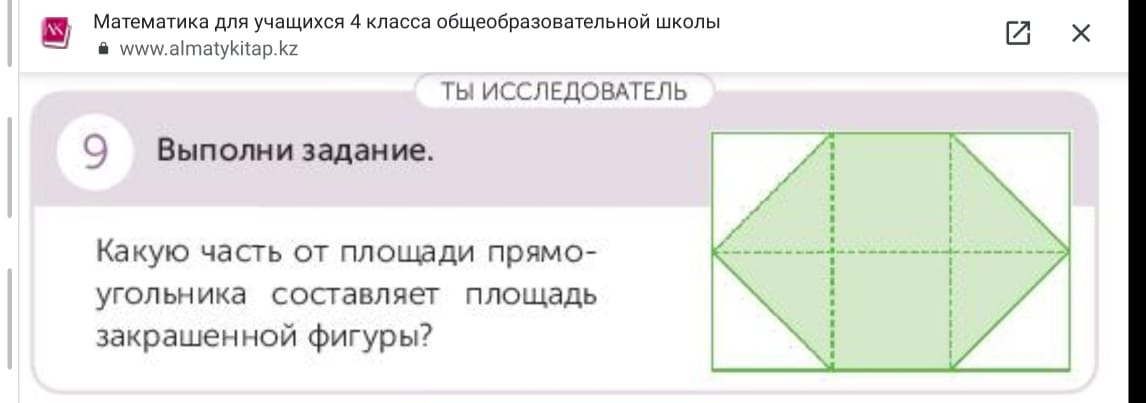 Математика для учащихся 4 класса общеобразовательной школы
www.almatykitap.kz
ТЫ ИССЛЕДОВАТЕЛЬ
9 Выполни задание.
Какую часть от площади прямо-
угольника составляет площадь
закрашенной фигуры?